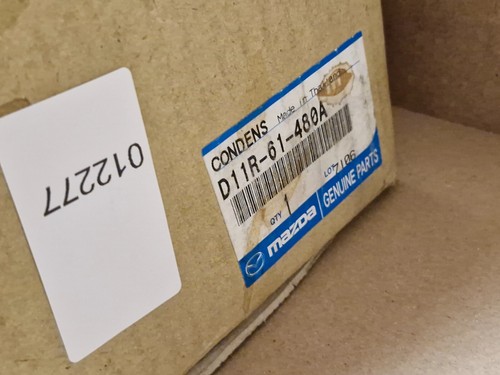 012277
CONDENS Made in Thailand
D11R-61-480A
QTY 1
mazda GENUINE PARTS